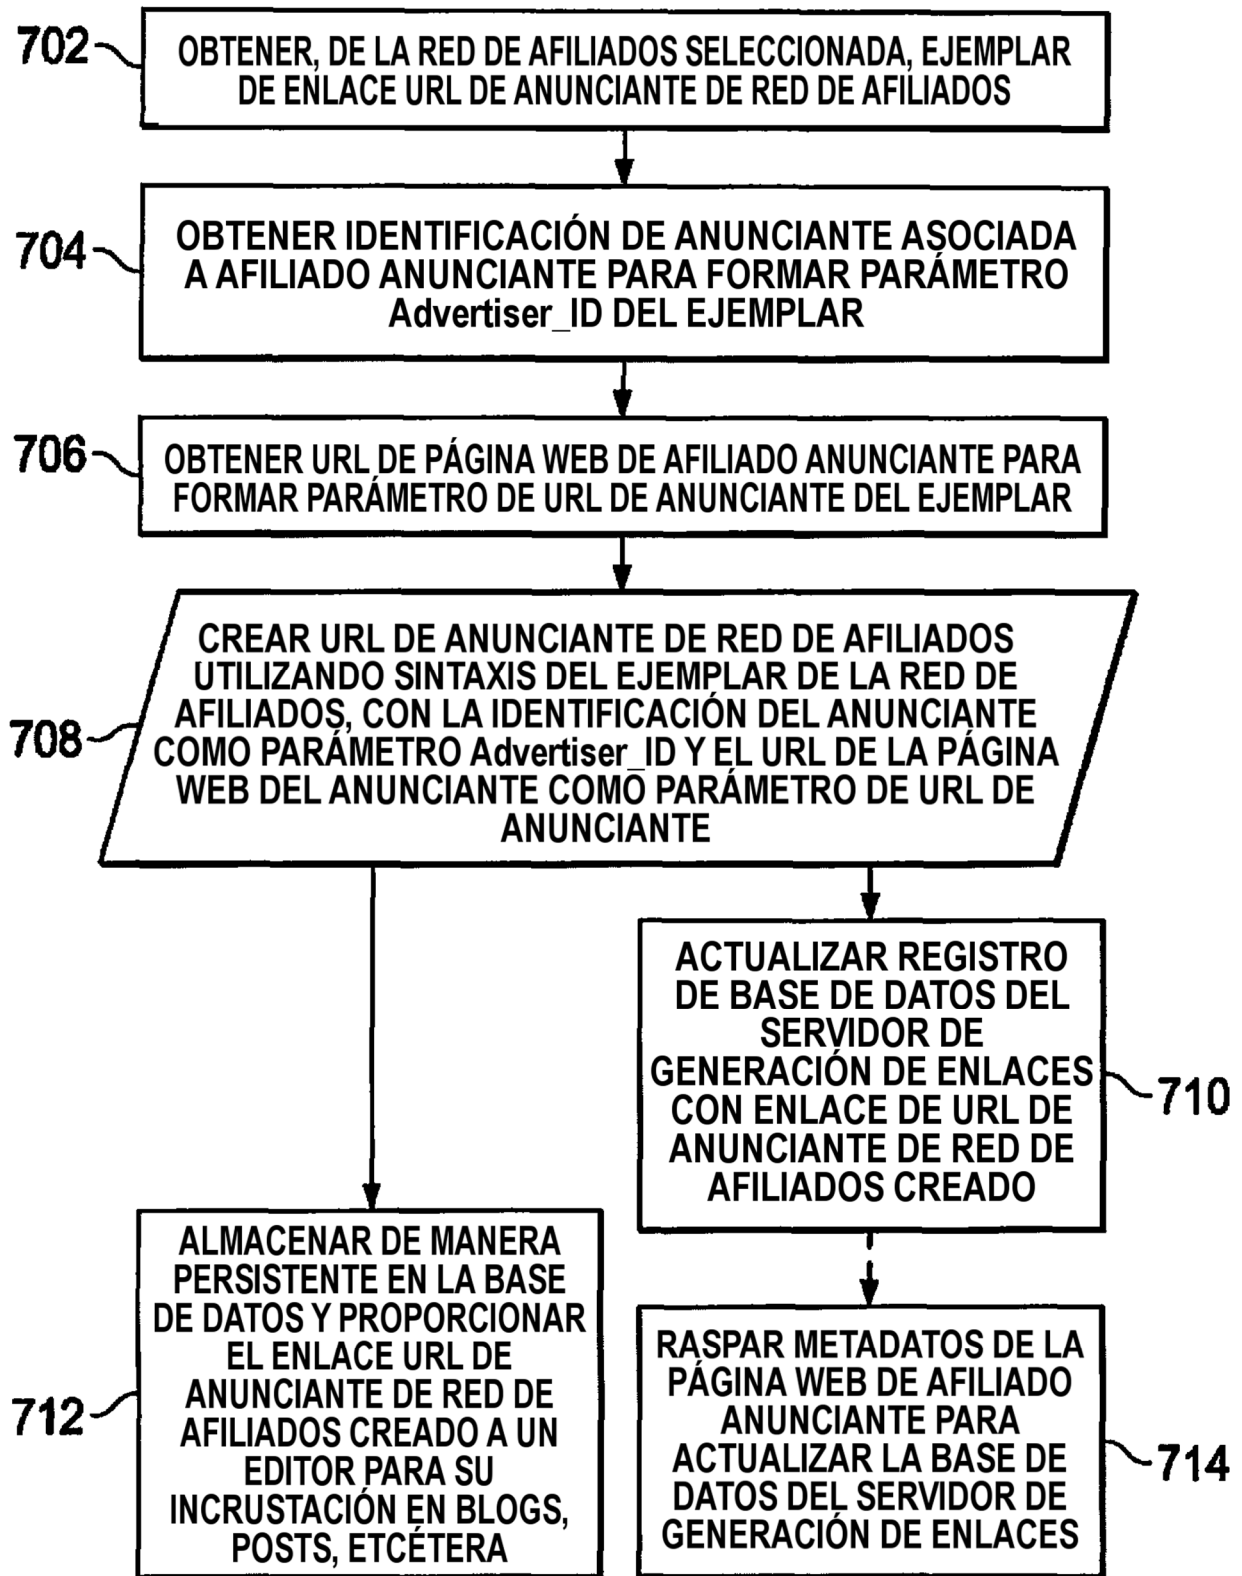 702
OBTENER, DE LA RED DE AFILIADOS SELECCIONADA, EJEMPLAR
DE ENLACE URL DE ANUNCIANTE DE RED DE AFILIADOS
704
OBTENER IDENTIFICACIÓN DE ANUNCIANTE ASOCIADA
A AFILIADO ANUNCIANTE PARA FORMAR PARÁMETRO
Advertiser_ID DEL EJEMPLAR
706
OBTENER URL DE PÁGINA WEB DE AFILIADO ANUNCIANTE PARA
FORMAR PARÁMETRO DE URL DE ANUNCIANTE DEL EJEMPLAR
708
CREAR URL DE ANUNCIANTE DE RED DE AFILIADOS
UTILIZANDO SINTAXIS DEL EJEMPLAR DE LA RED DE
AFILIADOS, CON LA IDENTIFICACIÓN DEL ANUNCIANTE
COMO PARÁMETRO Advertiser_ID Y EL URL DE LA PÁGINA
WEB DEL ANUNCIANTE COMO PARÁMETRO DE URL DE
ANUNCIANTE
ACTUALIZAR REGISTRO
DE BASE DE DATOS DEL
SERVIDOR DE
GENERACIÓN DE ENLACES
CON ENLACE DE URL DE
ANUNCIANTE DE RED DE
AFILIADOS CREADO
710
712
ALMACENAR DE MANERA
PERSISTENTE EN LA BASE
DE DATOS Y PROPORCIONAR
EL ENLACE URL DE
ANUNCIANTE DE RED DE
AFILIADOS CREADO A UN
EDITOR PARA SU
INCRUSTACIÓN EN BLOGS,
POSTS, ETCÉTERA
RASPAR METADATOS DE LA
PÁGINA WEB DE AFILIADO
ANUNCIANTE PARA
ACTUALIZAR LA BASE DE
DATOS DEL SERVIDOR DE
GENERACIÓN DE ENLACES
714